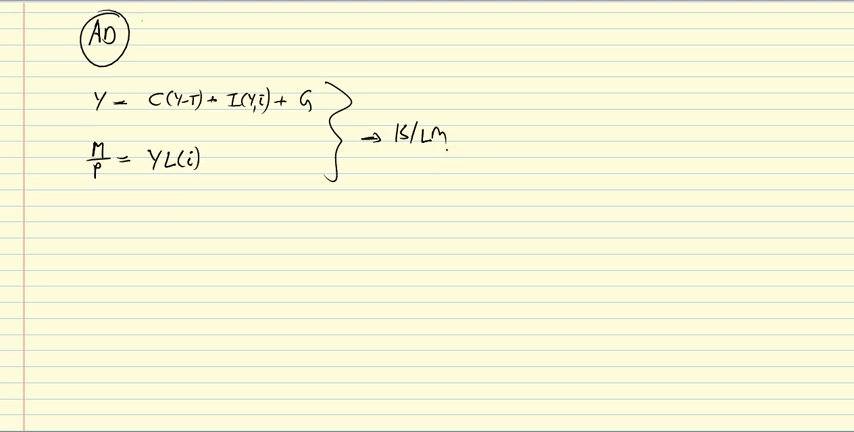 AD
Y = C(Y-T) + I(Y,i) + G
M/P = YL(i)
→ IS/LM